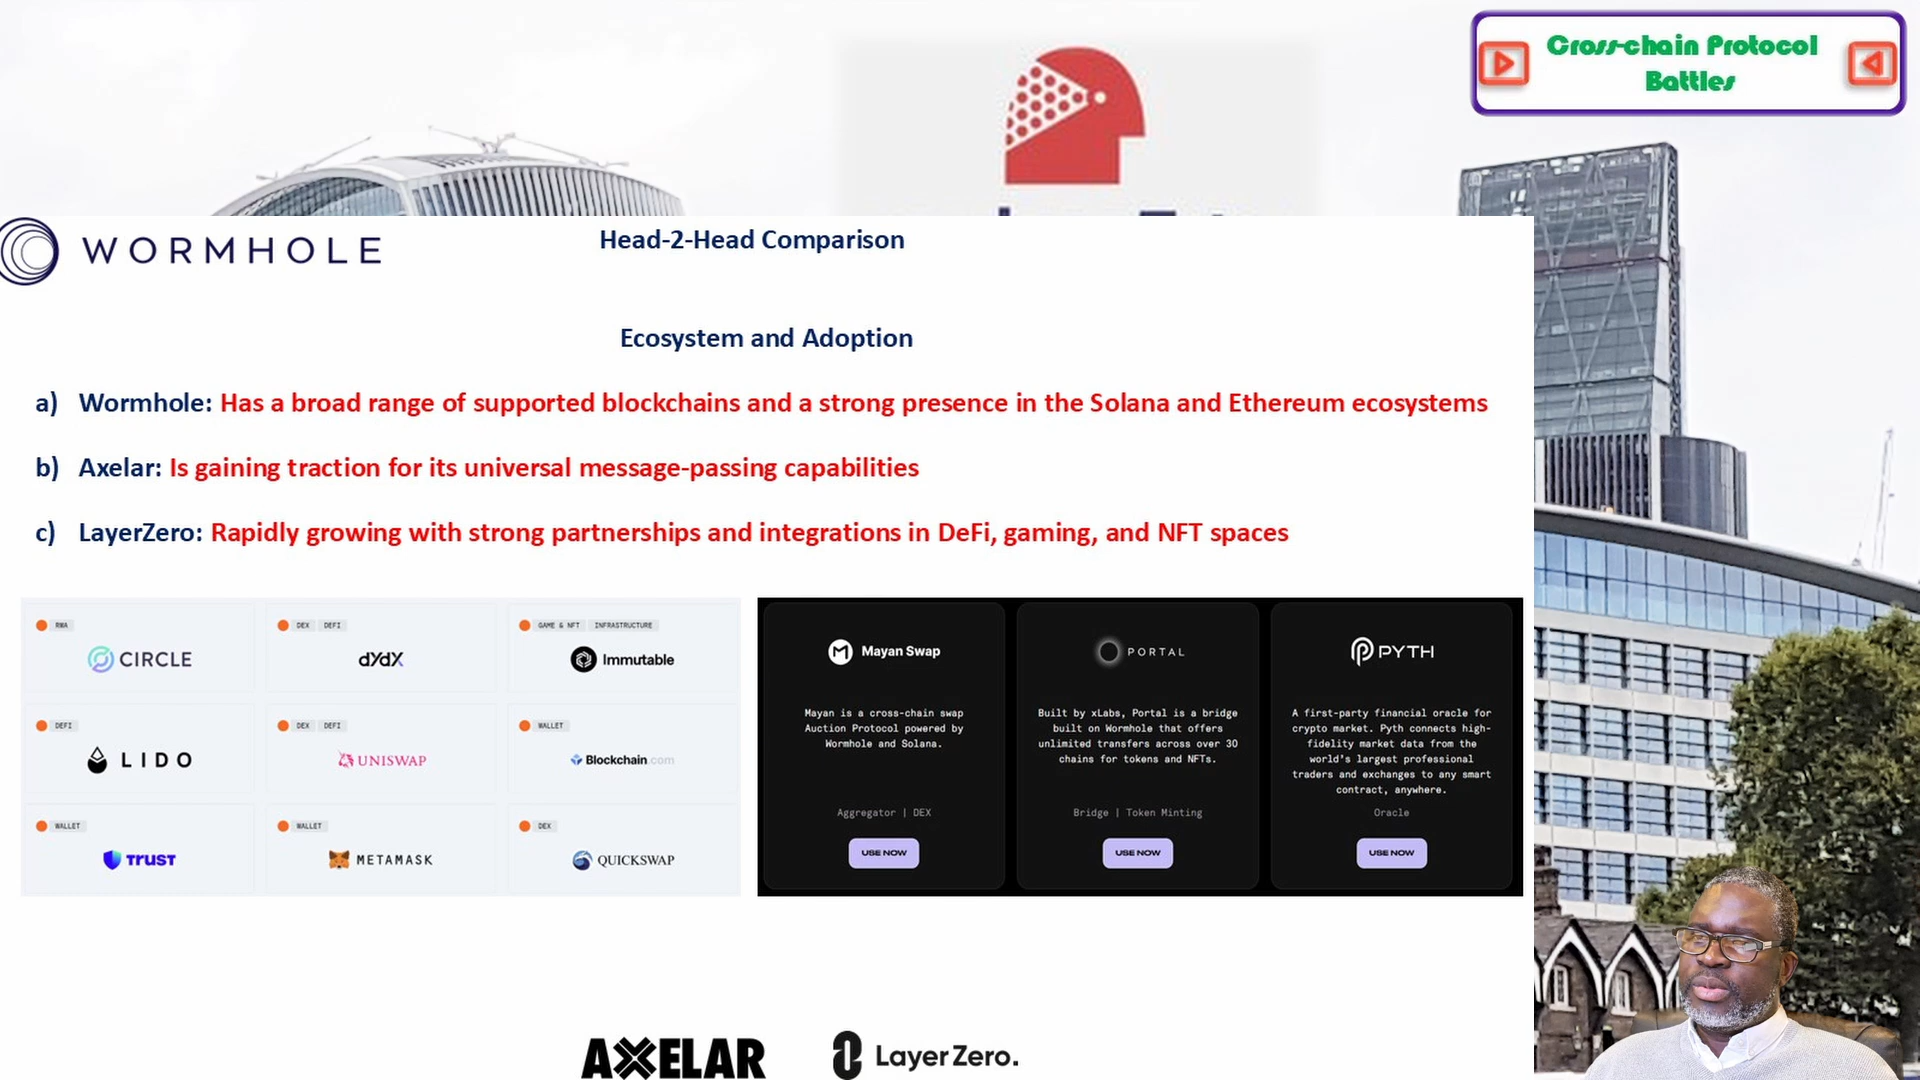 Cross-chain Protocol
Battles
WORMHOLE
Head-2-Head Comparison
Ecosystem and Adoption
a) Wormhole: Has a broad range of supported blockchains and a strong presence in the Solana and Ethereum ecosystems
b) Axelar: Is gaining traction for its universal message-passing capabilities
c) LayerZero: Rapidly growing with strong partnerships and integrations in DeFi, gaming, and NFT spaces
RWA
CIRCLE
DEX DEFI
dYdX
GAME & NFT INFRASTRUCTURE
Immutable
DEFI
LIDO
DEX DEFI
UNISWAP
WALLET
Blockchain.com
WALLET
TRUST
WALLET
METAMASK
DEX
QUICKSWAP
Mayan Swap
Mayan is a cross-chain swap
Auction Protocol powered by
Wormhole and Solana.
Aggregator | DEX
USE NOW
PORTAL
Built by xLabs, Portal is a bridge
built on Wormhole that offers
unlimited transfers across over 30
chains for tokens and NFTs.
Bridge | Token Minting
USE NOW
PYTH
A first-party financial oracle for
crypto market. Pyth connects high-
fidelity market data from the
world's largest professional
traders and exchanges to any smart
contract, anywhere.
Oracle
USE NOW
AXELAR
LayerZero.